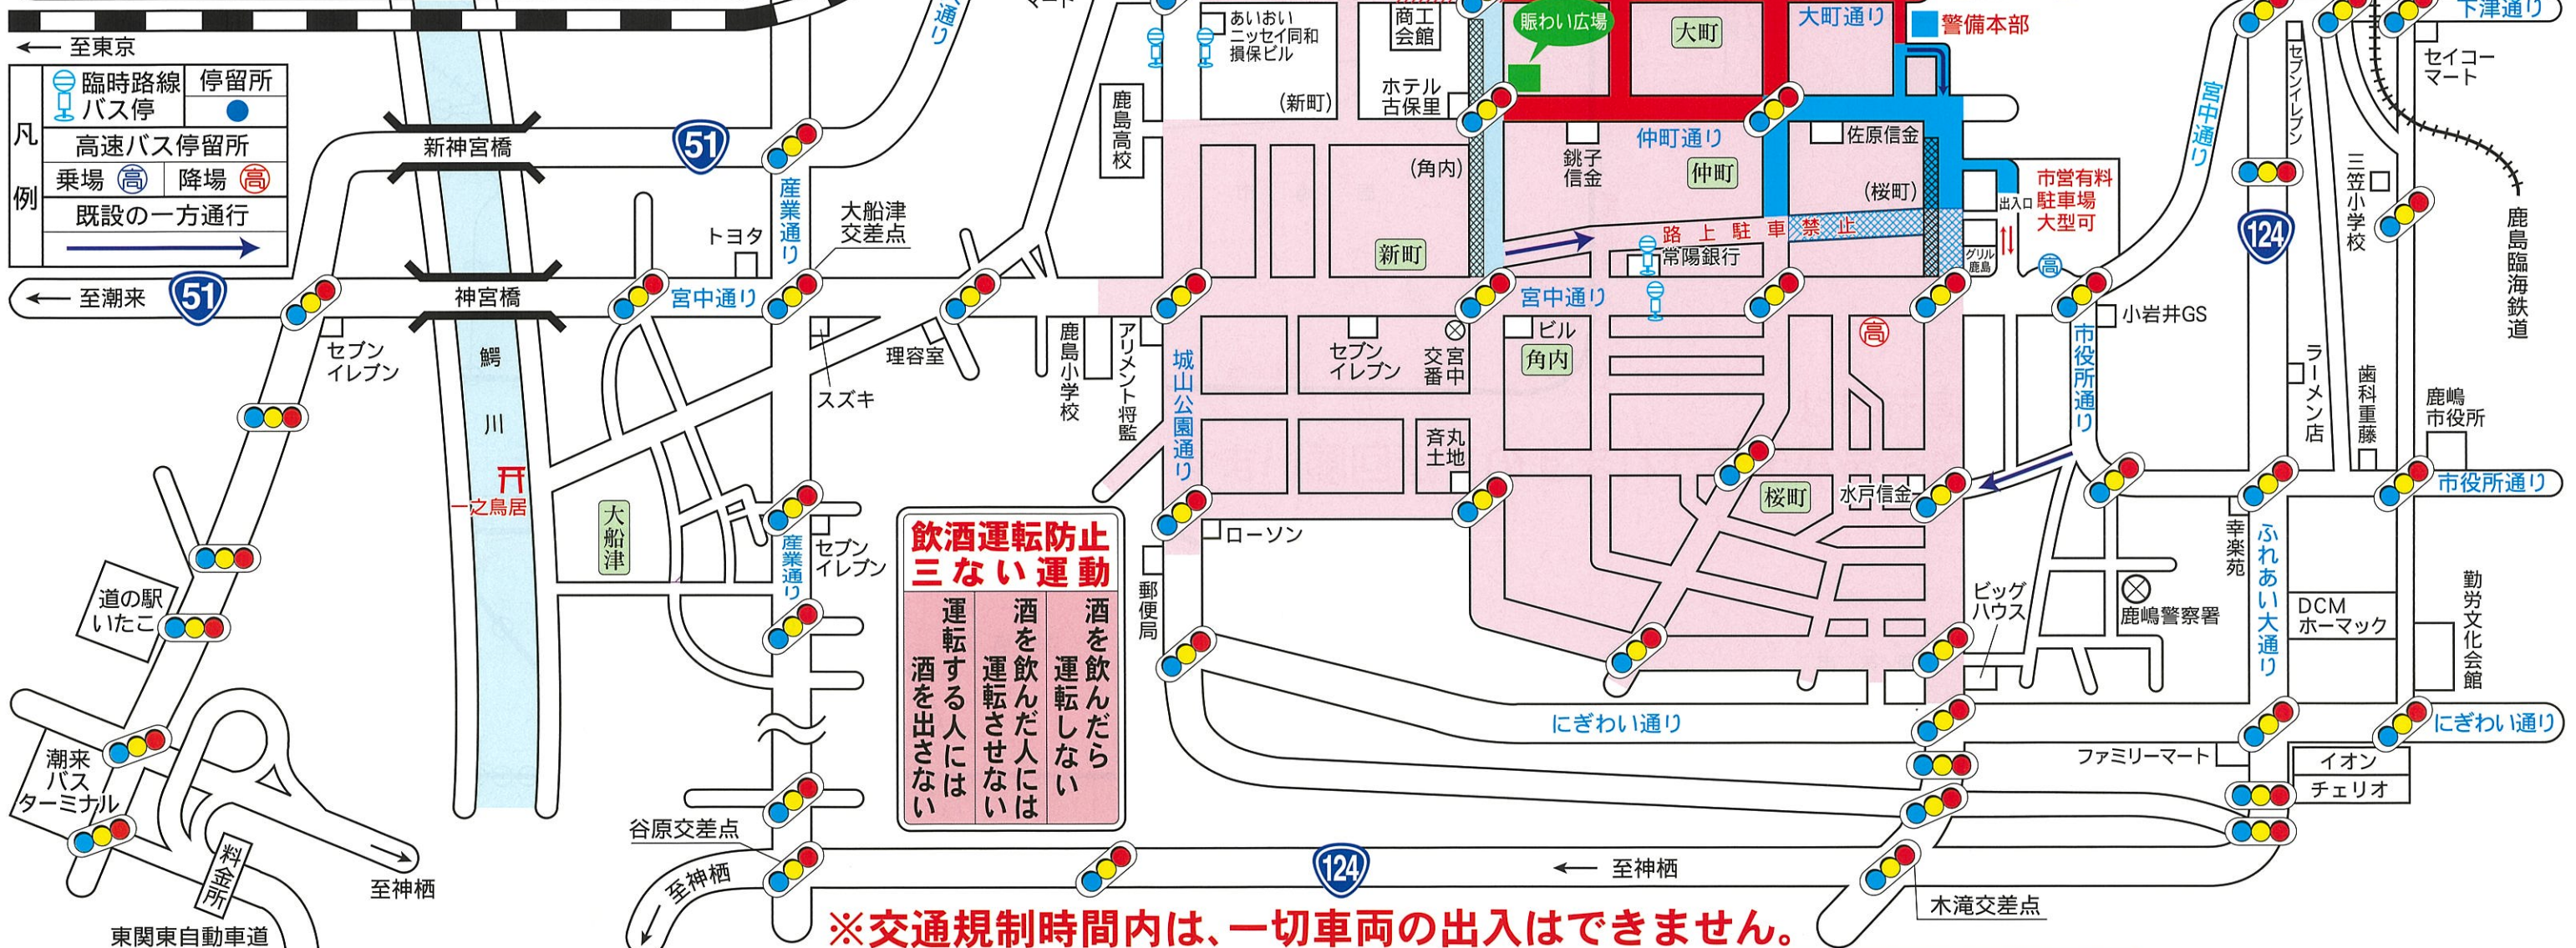 ←至東京
凡例
臨時路線
バス停
停留所
高速バス停留所
乗場 高
降場 高
既設の一方通行
←至潮来
51
新神宮橋
51
神宮橋
鰐川
一之鳥居
大船津
セブン
イレブン
道の駅
いたこ
潮来
バス
ターミナル
料金所
至神栖
東関東自動車道
トヨタ
宮中通り
産業通り
大船津
交差点
スズキ
理容室
産業通り
セブン
イレブン
谷原交差点
至神栖
通り
鹿島高校
あいおい
ニッセイ同和
損保ビル
商工
会館
(新町)
ホテル
古保里
賑わい広場
大町
大町通り
警備本部
仲町通り
銚子
信金
仲町
佐原信金
(桜町)
(角内)
新町
路上駐車禁止
常陽銀行
出入口
市営有料
駐車場
大型可
グリル
鹿島
高
宮中通り
鹿島小学校
アリメント将監
城山公園通り
セブン
イレブン
宮中
交番
ビル
角内
高
斉丸
土地
桜町
水戸信金
ローソン
郵便局
飲酒運転防止
三ない運動
酒を飲んだら
運転しない
酒を飲んだ人には
運転させない
運転する人には
酒を出さない
下津通り
セイコー
マート
セブンイレブン
宮中通り
三笠小学校
124
鹿島臨海鉄道
小岩井GS
市役所通り
ラーメン店
歯科重藤
鹿嶋
市役所
市役所通り
幸楽苑
ふれあい大通り
ビッグ
ハウス
鹿嶋警察署
DCM
ホーマック
勤労文化会館
にぎわい通り
にぎわい通り
ファミリーマート
イオン
チェリオ
124
←至神栖
木滝交差点
※交通規制時間内は、一切車両の出入はできません。